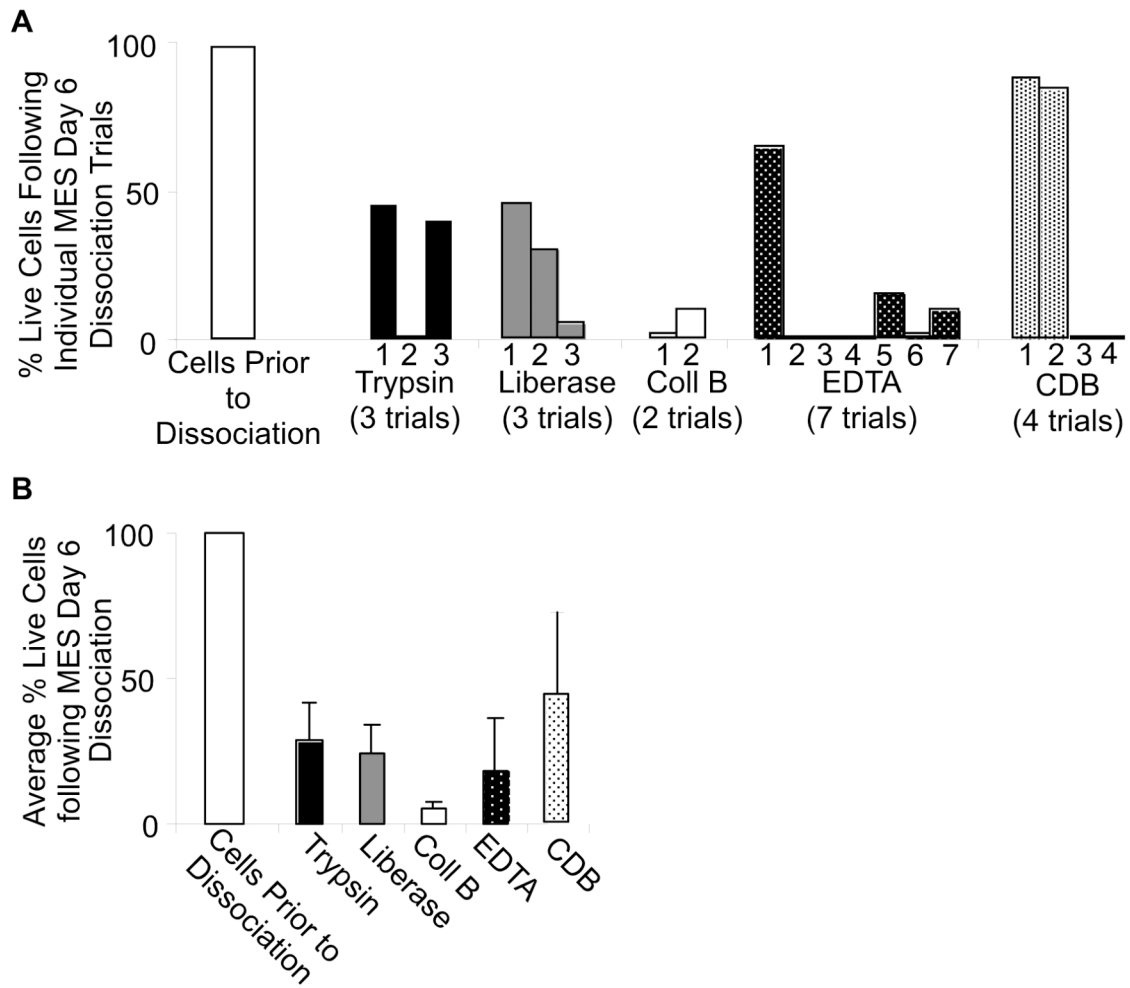 A
% Live Cells Following
Individual MES Day 6
Dissociation Trials
100
50
0
Cells Prior
to
Dissociation
1 2 3
Trypsin
(3 trials)
1 2 3
Liberase
(3 trials)
1 2
Coll B
(2 trials)
1 2 3 4 5 6 7
EDTA
(7 trials)
1 2 3 4
CDB
(4 trials)
B
Average % Live Cells
following MES Day 6
Dissociation
100
50
0
Cells Prior to
Dissociation
Trypsin
Liberase
Coll B
EDTA
CDB